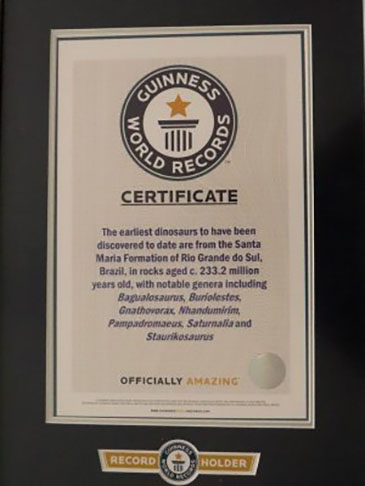 GUINNESS
WORLD RECORDS
CERTIFICATE
The earliest dinosaurs to have been
discovered to date are from the Santa
Maria Formation of Rio Grande do Sul,
Brazil, in rocks aged c. 233.2 million
years old, with notable genera including
Bagualosaurus, Buriolestes,
Gnathovorax, Nhandumirim,
Pampadromaeus, Saturnalia and
Staurikosaurus
OFFICIALLY AMAZING
RECORD HOLDER